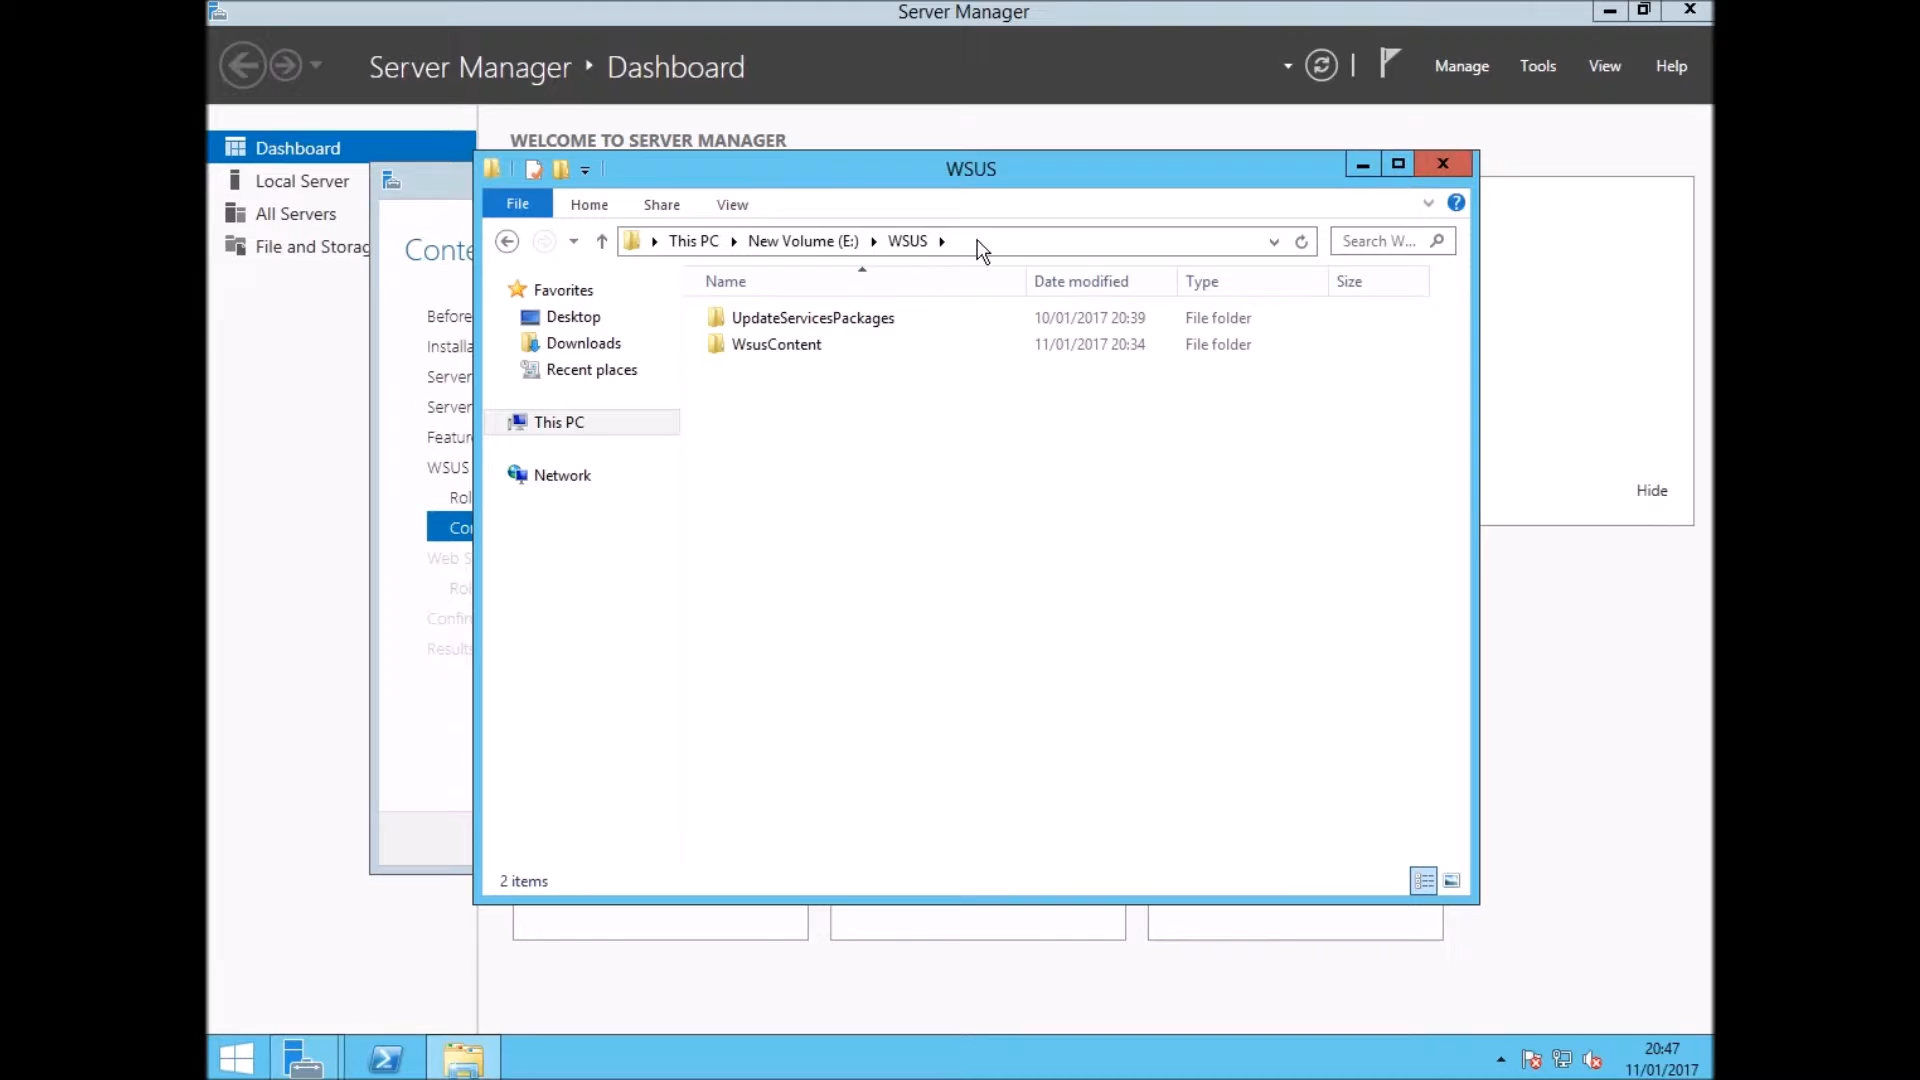 Server Manager
Server Manager Dashboard
Manage Tools View Help
WELCOME TO SERVER MANAGER
Dashboard
Local Server
All Servers
File and Storag
Conte
Before
Installa
Server
Server
Featur
WSUS
Rol
Co
Web S
Rol
Confir
Results
WSUS
File Home Share View
This PC New Volume (E:) WSUS
Search W...
Name Date modified Type Size
UpdateServicesPackages 10/01/2017 20:39 File folder
WsusContent 11/01/2017 20:34 File folder
Favorites
Desktop
Downloads
Recent places
This PC
Network
2 items
Hide
20:47
11/01/2017